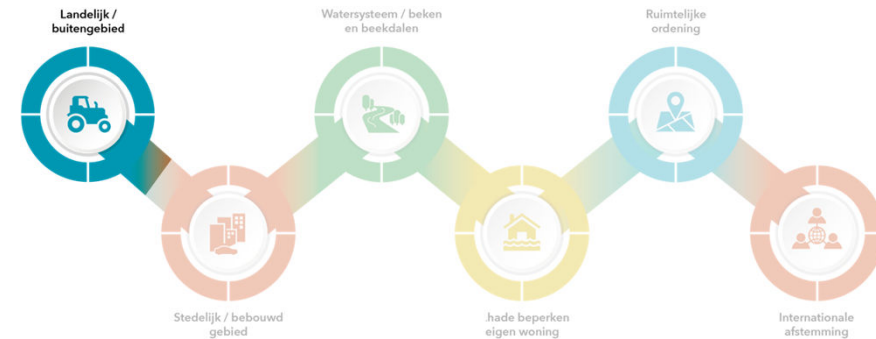 Landelijk /
buitengebied
Watersysteem / beken
en beekdalen
Ruimtelijke
ordening
Stedelijk / bebouwd
gebied
hade beperken
eigen woning
Internationale
afstemming